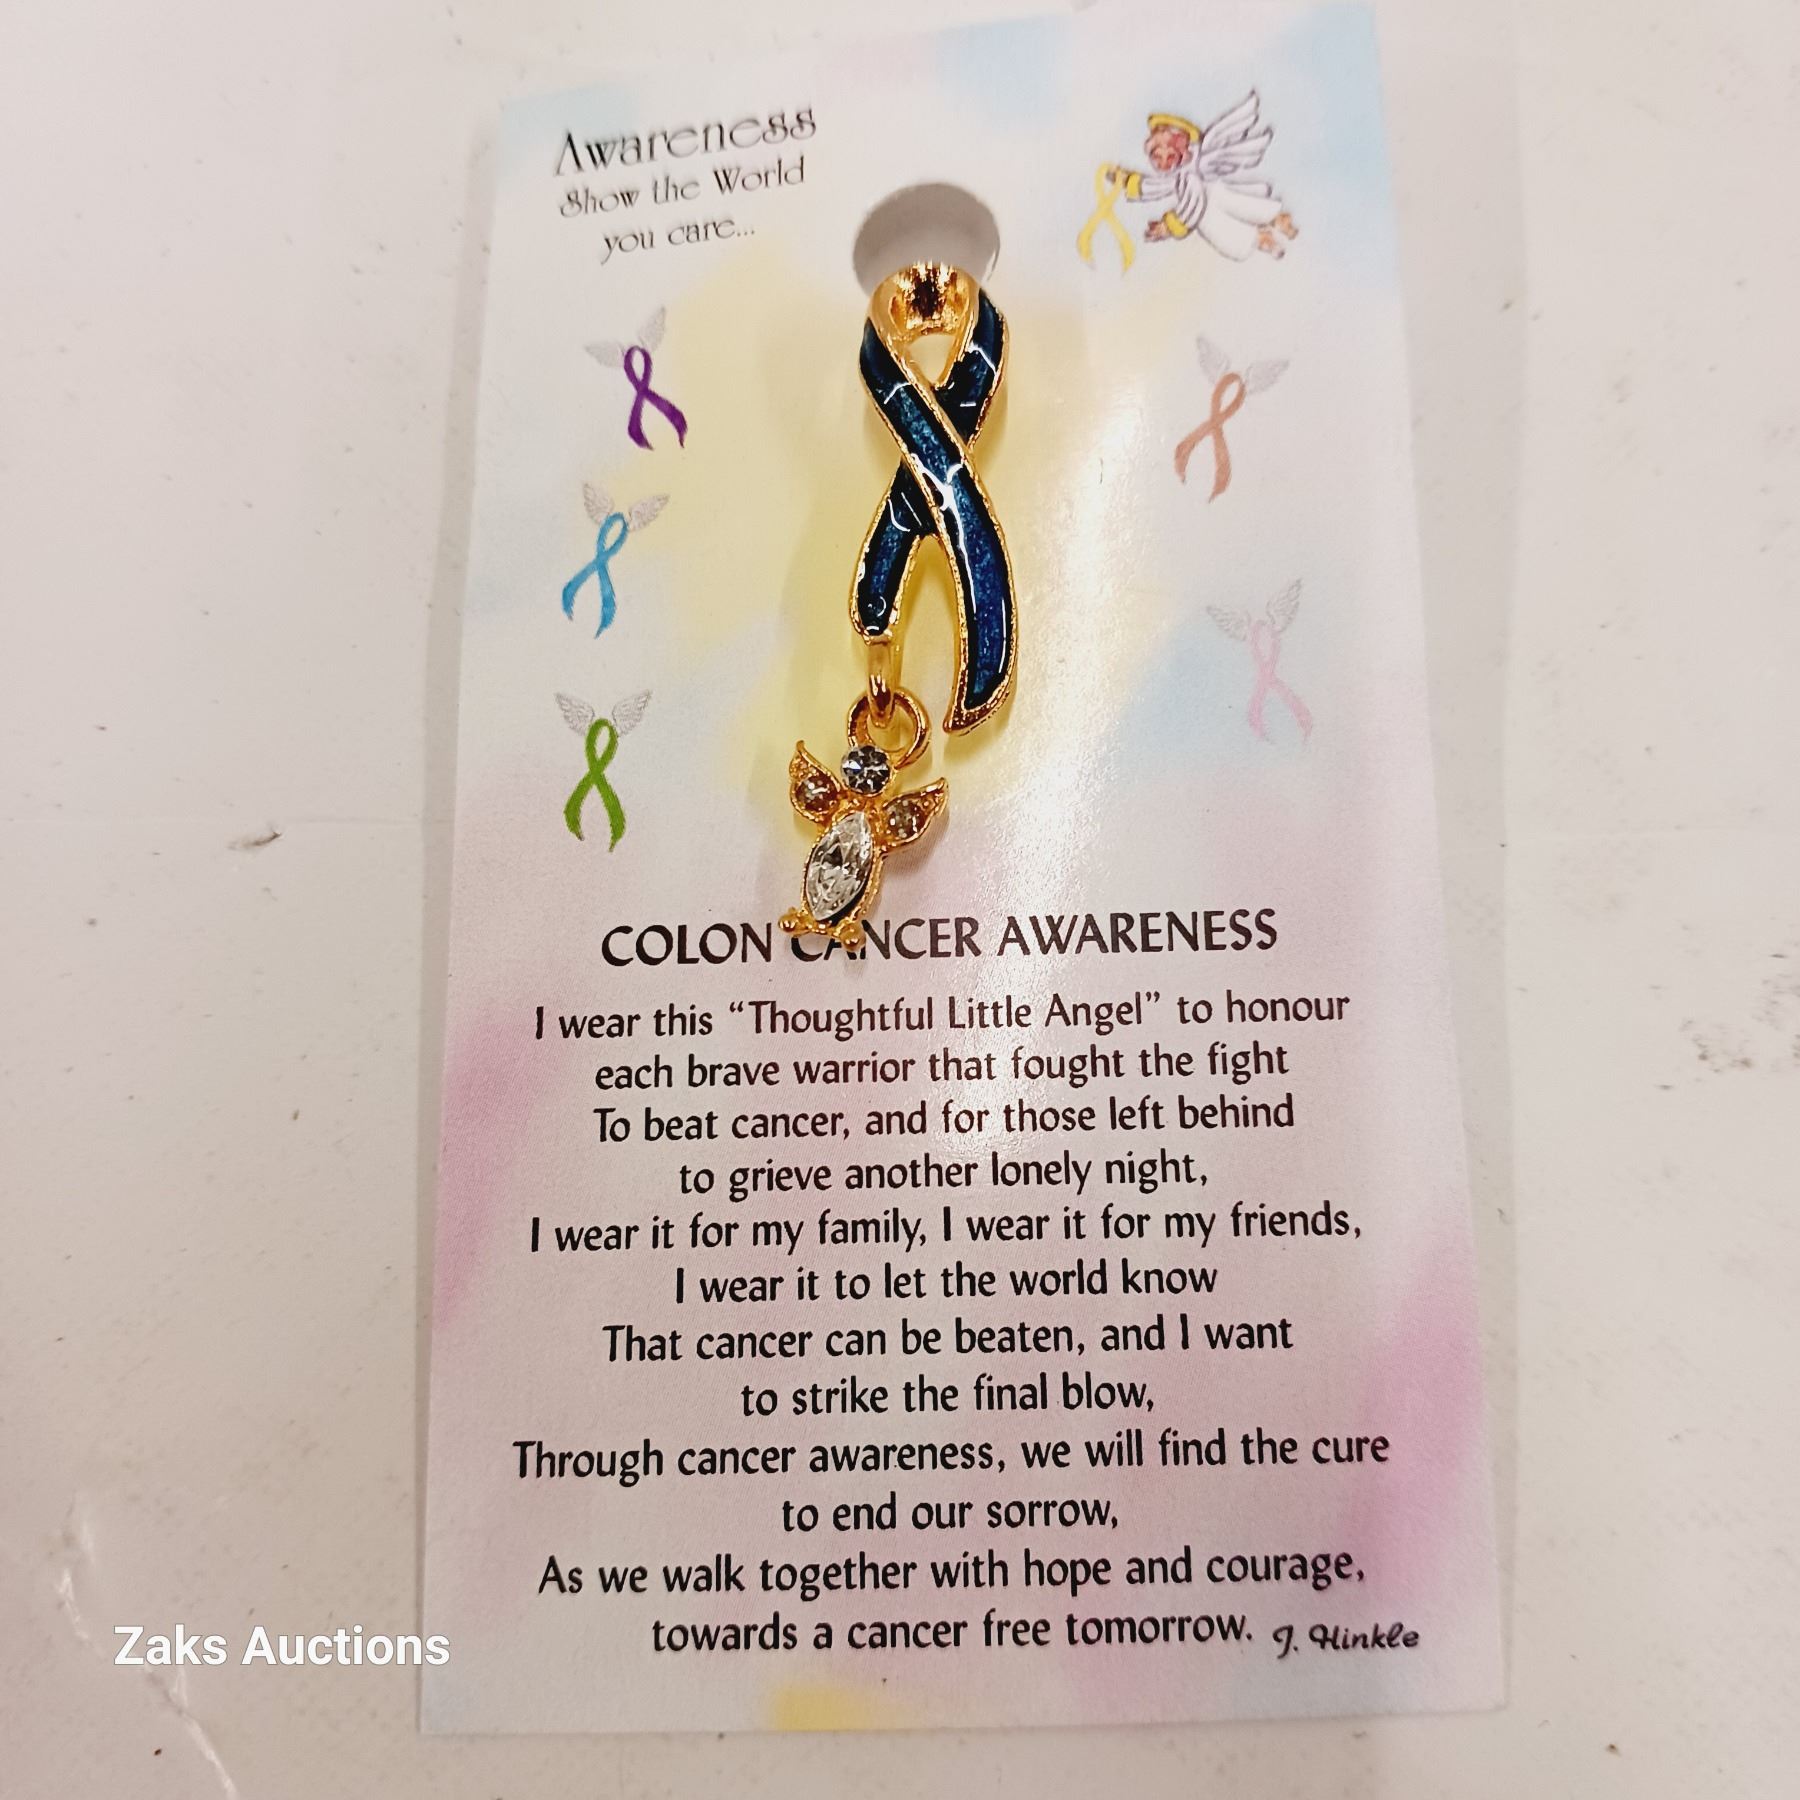 Awareness
Show the World
you care...
COLON CANCER AWARENESS
I wear this “Thoughtful Little Angel” to honour
each brave warrior that fought the fight
To beat cancer, and for those left behind
to grieve another lonely night,
I wear it for my family, I wear it for my friends,
I wear it to let the world know
That cancer can be beaten, and I want
to strike the final blow,
Through cancer awareness, we will find the cure
to end our sorrow,
As we walk together with hope and courage,
towards a cancer free tomorrow. J. Hinkle
Zaks Auctions